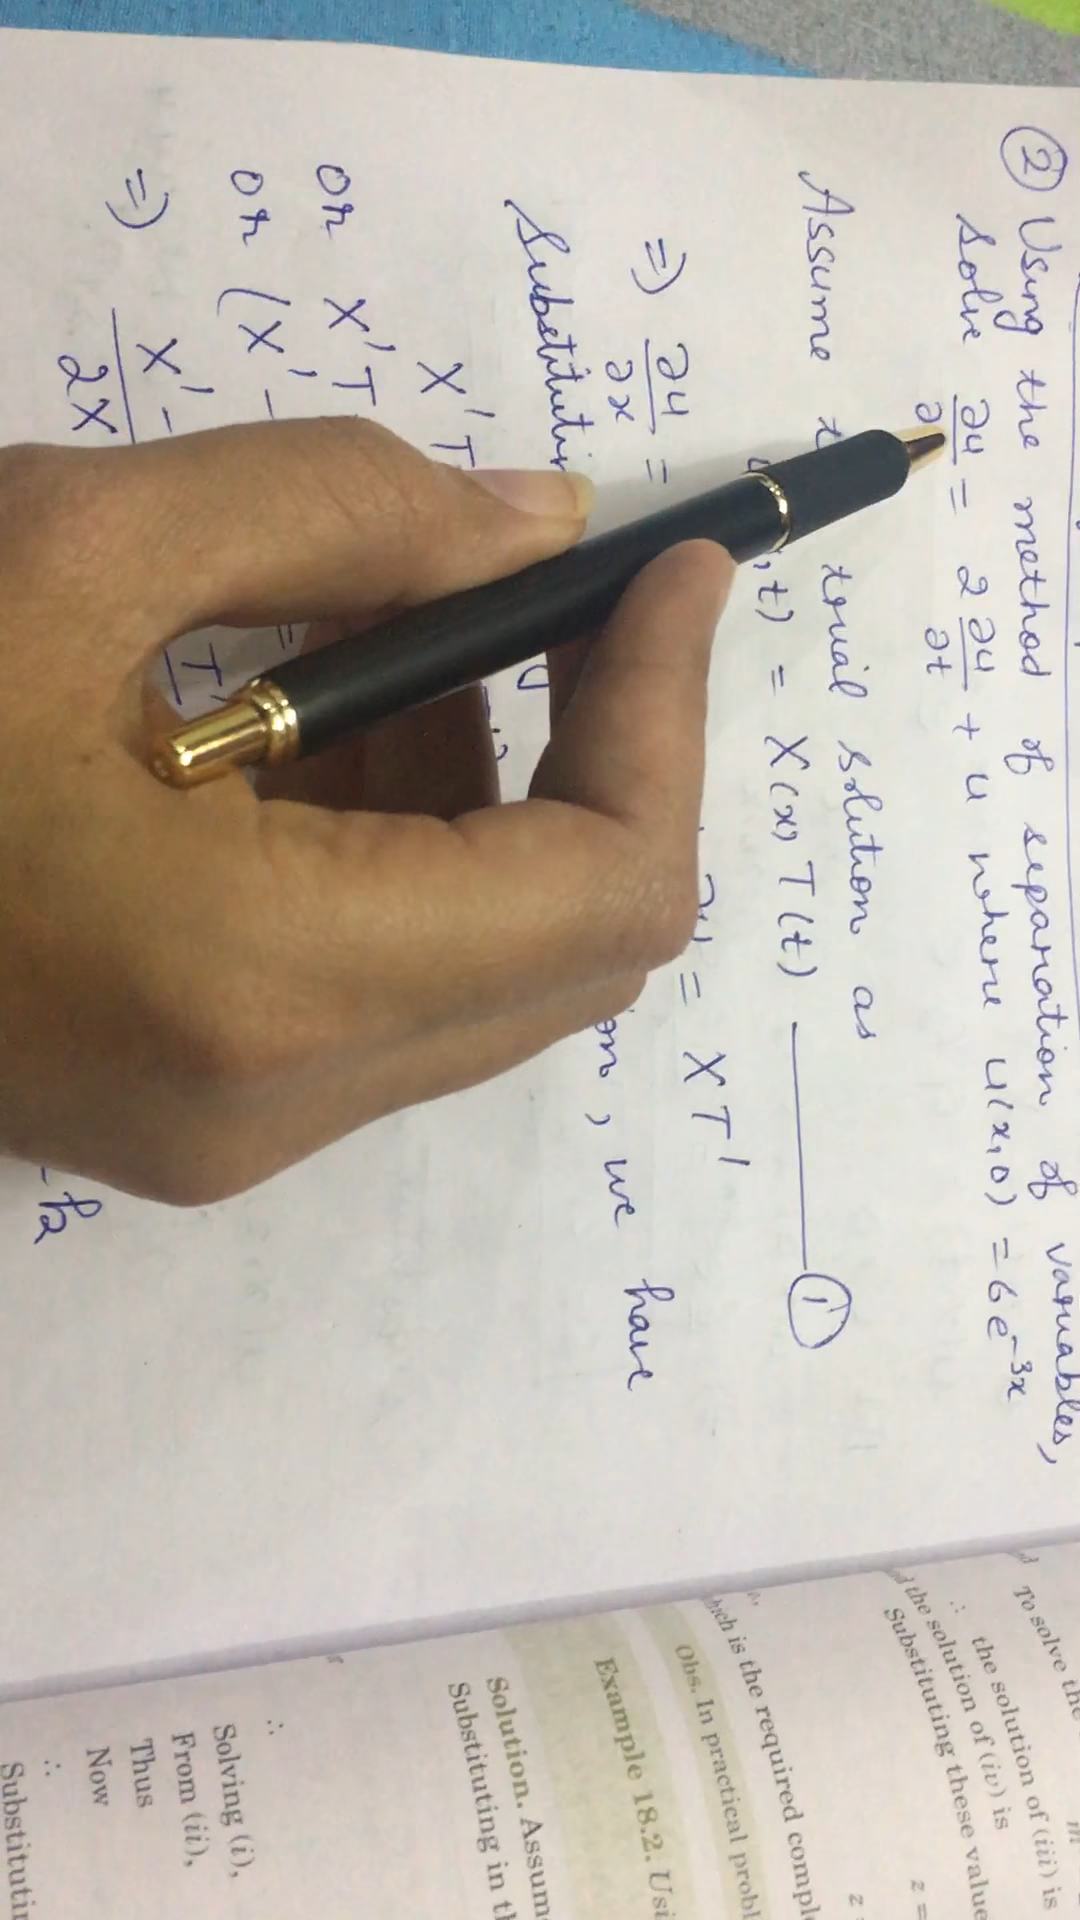 ② Using the method of separation of variables,
Solve ∂u/∂ = 2 ∂u/∂t + u where u(x,0) = 6e^-3x
Assume trial solution as
,t) = X(x) T(t) ——— ①
=) ∂u/∂x = = XT'
Substitutin on, we have
X'T
or X'T
or (X' - =
=) X' - / 2X T' k
To solve the
∴ the solution of (iii) is
the solution of (iv) is
Substituting these value
z =
which is the required compl
z
Obs. In practical probl
Example 18.2. Usi
Solution. Assum
Substituting in th
∴
Solving (i),
From (ii),
Thus
Now
∴
Substitutin